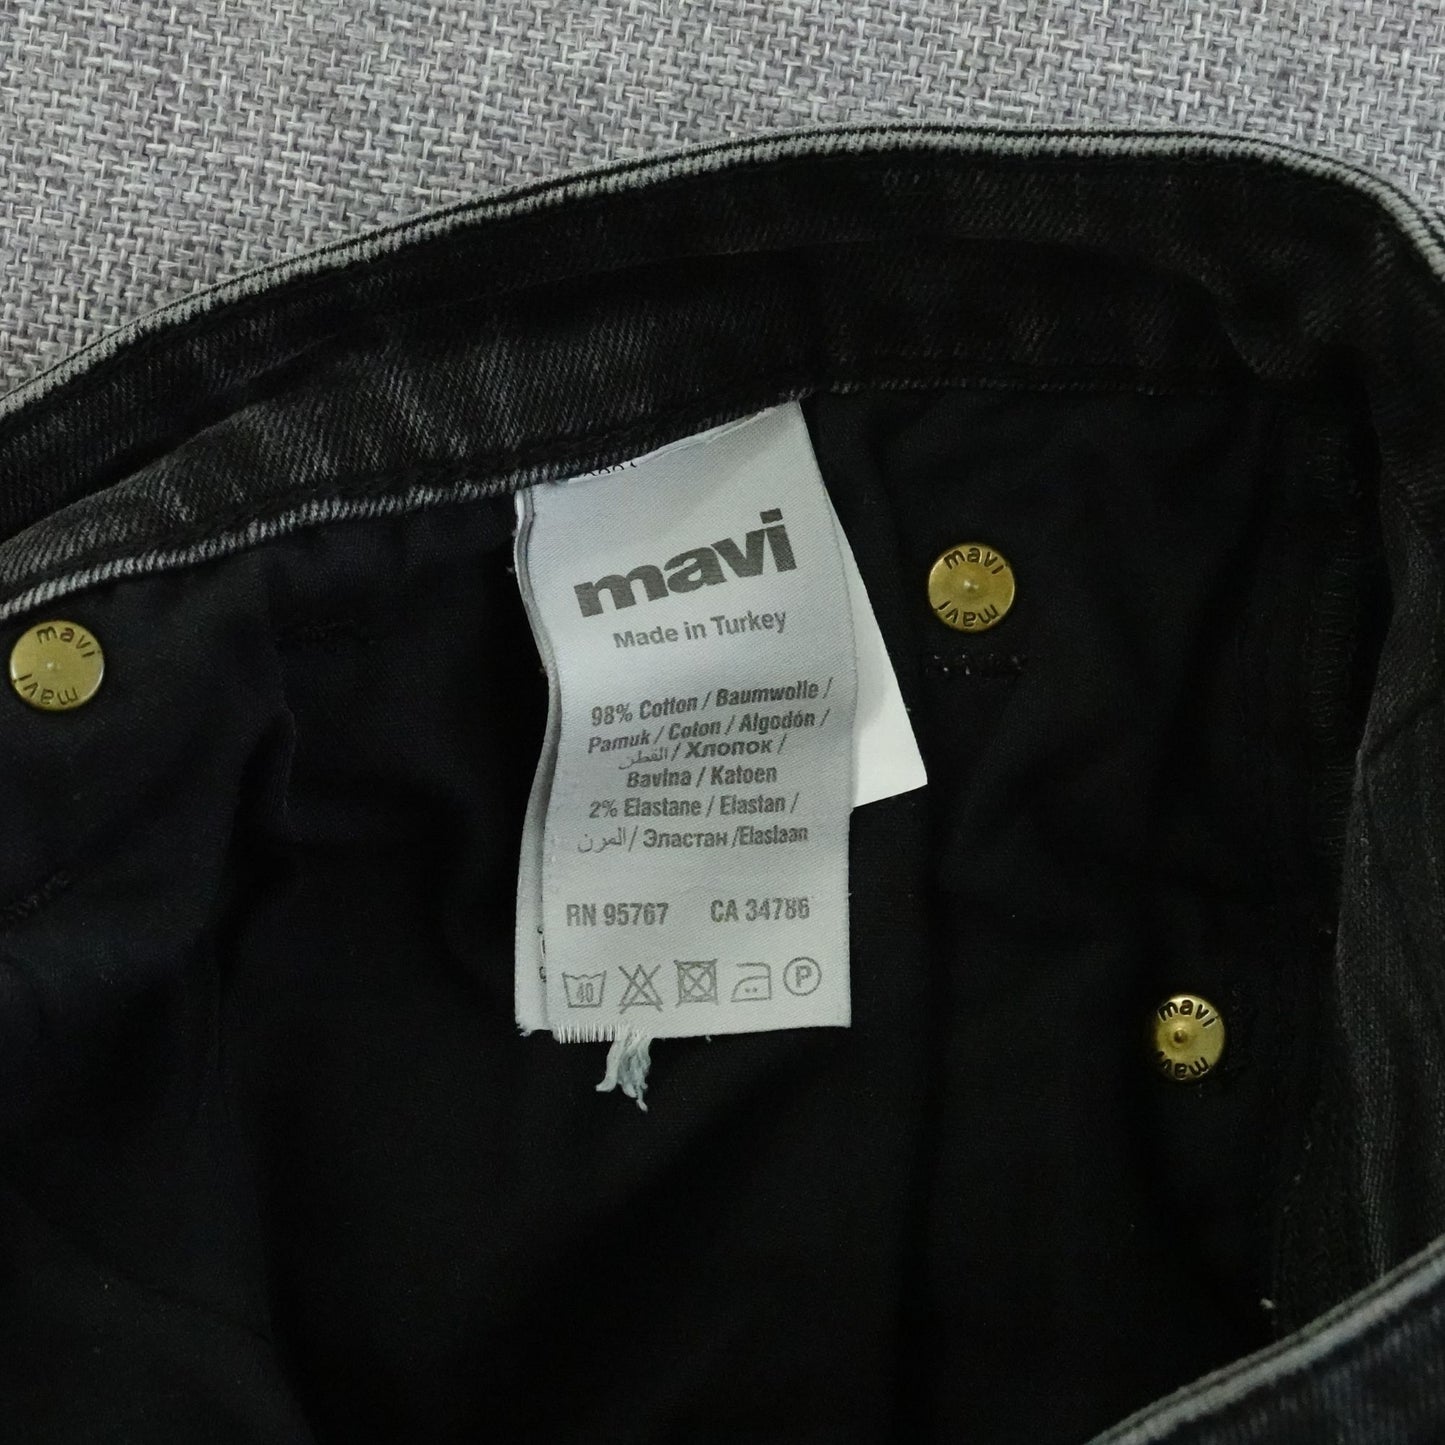 mavi
Made in Turkey
98% Cotton / Baumwolle /
Pamuk / Coton / Algodón /
القطن / Хлопок /
Bavlna / Katoen
2% Elastane / Elastan /
المرن / Эластан /Elastaan
RN 95767 CA 34786
40
P
mavi
mavi
mavi
mavi
mavi
mavi